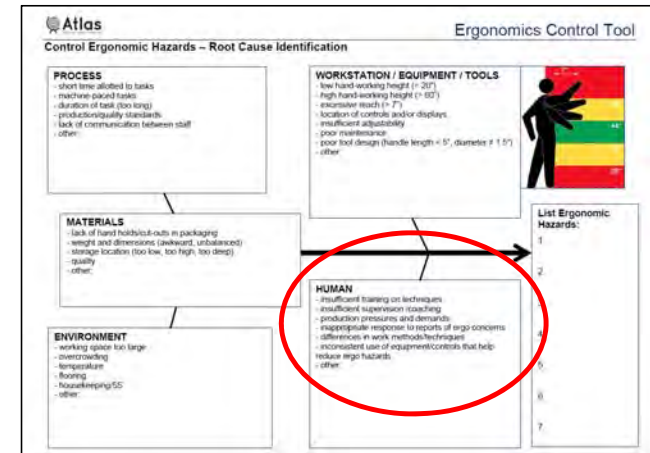 Atlas
Ergonomics Control Tool
Control Ergonomic Hazards – Root Cause Identification
PROCESS
- short time allotted to tasks
- machine-paced tasks
- duration of task (too long)
- production/quality standards
- lack of communication between staff
- other:
WORKSTATION / EQUIPMENT / TOOLS
- low hand-working height (< 20")
- high hand-working height (> 60")
- excessive reach (> 7")
- location of controls and/or displays
- insufficient adjustability
- poor maintenance
- poor tool design (handle length < 5", diameter ≠ 1.5")
- other
MATERIALS
- lack of hand holds/cut-outs in packaging
- weight and dimensions (awkward, unbalanced)
- storage location (too low, too high, too deep)
- quality
- other:
List Ergonomic
Hazards:
1
2
4
5
6
7
HUMAN
- insufficient training on techniques
- insufficient supervision /coaching
- production pressures and demands
- inappropriate response to reports of ergo concerns
- differences in work methods/techniques
- inconsistent use of equipment/controls that help
reduce ergo hazards
- other:
ENVIRONMENT
- working space too large
- overcrowding
- temperature
- flooring
- housekeeping/5S
- other: